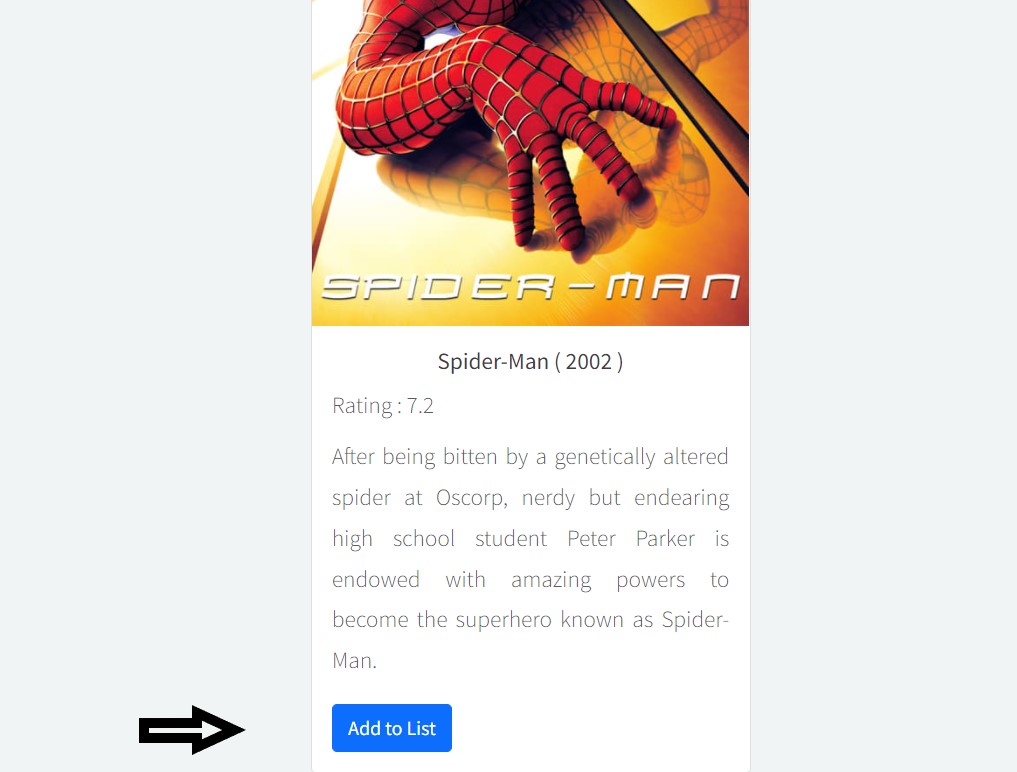 SPIDER-MAN
Spider-Man ( 2002 )
Rating : 7.2
After being bitten by a genetically altered
spider at Oscorp, nerdy but endearing
high school student Peter Parker is
endowed with amazing powers to
become the superhero known as Spider-
Man.
Add to List